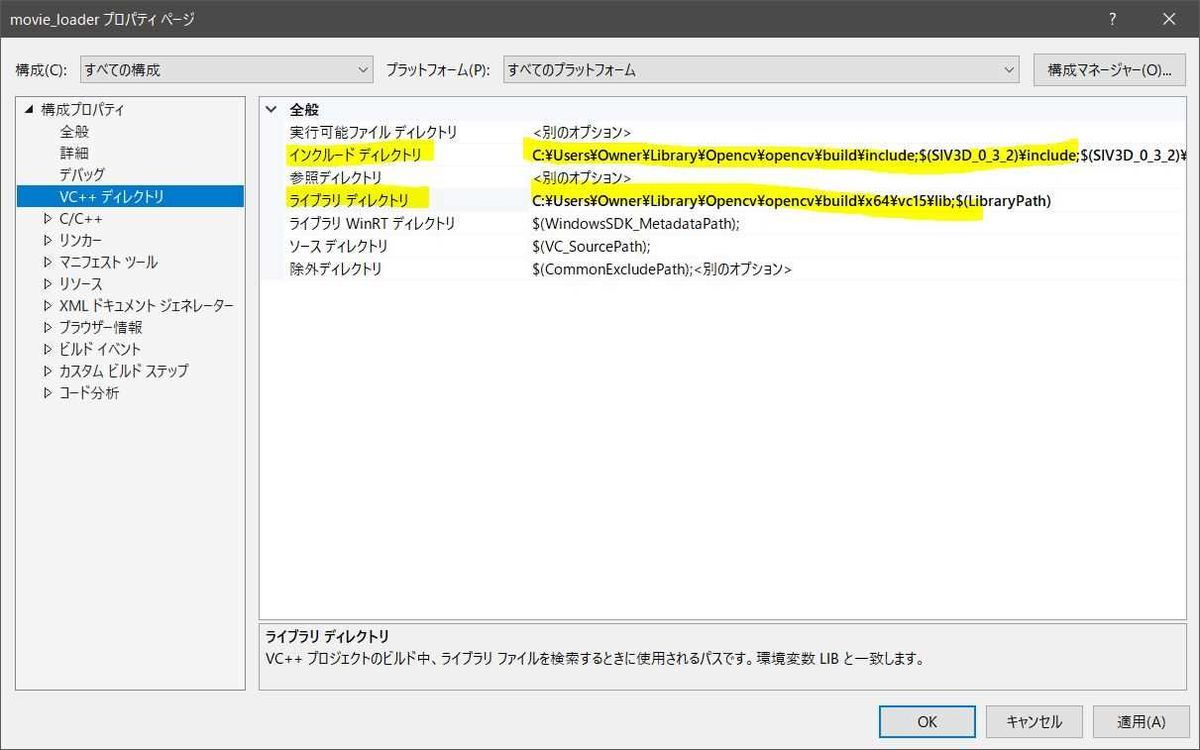 movie_loader プロパティ ページ
? ×
構成(C): すべての構成 プラットフォーム(P): すべてのプラットフォーム 構成マネージャー(O)...
構成プロパティ
全般
詳細
デバッグ
VC++ ディレクトリ
C/C++
リンカー
マニフェスト ツール
リソース
XML ドキュメント ジェネレーター
ブラウザー情報
ビルド イベント
カスタム ビルド ステップ
コード分析
全般
実行可能ファイル ディレクトリ <別のオプション>
インクルード ディレクトリ C:¥Users¥Owner¥Library¥Opencv¥opencv¥build¥include;$(SIV3D_0_3_2)¥include;$(SIV3D_0_3_2)¥
参照ディレクトリ <別のオプション>
ライブラリ ディレクトリ C:¥Users¥Owner¥Library¥Opencv¥opencv¥build¥x64¥vc15¥lib;$(LibraryPath)
ライブラリ WinRT ディレクトリ $(WindowsSDK_MetadataPath);
ソース ディレクトリ $(VC_SourcePath);
除外ディレクトリ $(CommonExcludePath);<別のオプション>
ライブラリ ディレクトリ
VC++ プロジェクトのビルド中、ライブラリ ファイルを検索するときに使用されるパスです。環境変数 LIB と一致します。
OK キャンセル 適用(A)